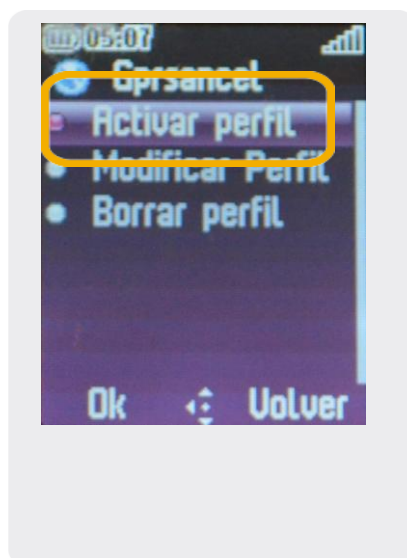 05:07
Gprsancel
Activar perfil
Modificar Perfil
Borrar perfil
Ok Volver